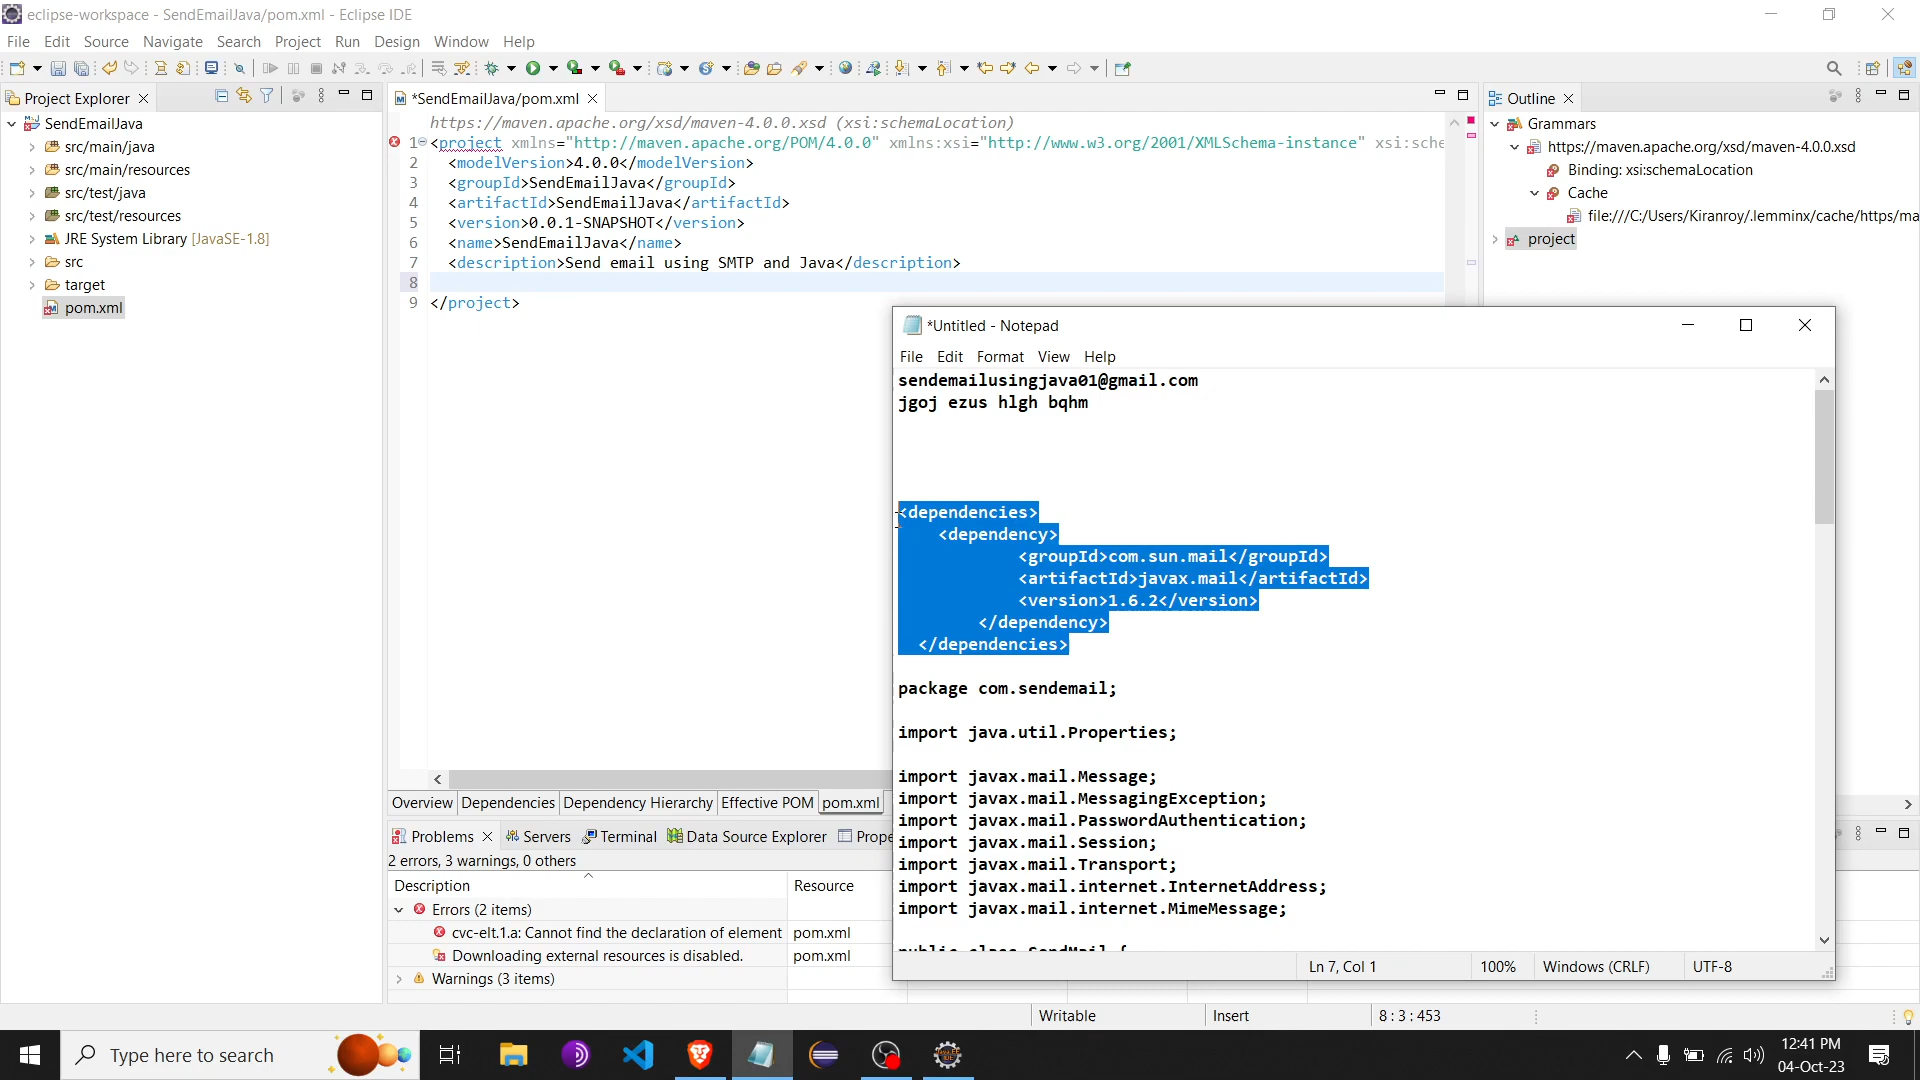 eclipse-workspace - SendEmailJava/pom.xml - Eclipse IDE
File Edit Source Navigate Search Project Run Design Window Help
Project Explorer
SendEmailJava
src/main/java
src/main/resources
src/test/java
src/test/resources
JRE System Library [JavaSE-1.8]
src
target
pom.xml
*SendEmailJava/pom.xml
https://maven.apache.org/xsd/maven-4.0.0.xsd (xsi:schemaLocation)
1 <project xmlns="http://maven.apache.org/POM/4.0.0" xmlns:xsi="http://www.w3.org/2001/XMLSchema-instance" xsi:sche
2 <modelVersion>4.0.0</modelVersion>
3 <groupId>SendEmailJava</groupId>
4 <artifactId>SendEmailJava</artifactId>
5 <version>0.0.1-SNAPSHOT</version>
6 <name>SendEmailJava</name>
7 <description>Send email using SMTP and Java</description>
8
9 </project>
Outline
Grammars
https://maven.apache.org/xsd/maven-4.0.0.xsd
Binding: xsi:schemaLocation
Cache
file:///C:/Users/Kiranroy/.lemminx/cache/https/ma
project
*Untitled - Notepad
File Edit Format View Help
sendemailusingjava01@gmail.com
jgoj ezus hlgh bqhm
<dependencies>
<dependency>
<groupId>com.sun.mail</groupId>
<artifactId>javax.mail</artifactId>
<version>1.6.2</version>
</dependency>
</dependencies>
package com.sendemail;
import java.util.Properties;
import javax.mail.Message;
import javax.mail.MessagingException;
import javax.mail.PasswordAuthentication;
import javax.mail.Session;
import javax.mail.Transport;
import javax.mail.internet.InternetAddress;
import javax.mail.internet.MimeMessage;
public class SendMail {
Ln 7, Col 1 100% Windows (CRLF) UTF-8
Overview Dependencies Dependency Hierarchy Effective POM pom.xml
Problems Servers Terminal Data Source Explorer Prope
2 errors, 3 warnings, 0 others
Description Resource
Errors (2 items)
cvc-elt.1.a: Cannot find the declaration of element pom.xml
Downloading external resources is disabled. pom.xml
Warnings (3 items)
Writable Insert 8 : 3 : 453
Type here to search
12:41 PM
04-Oct-23